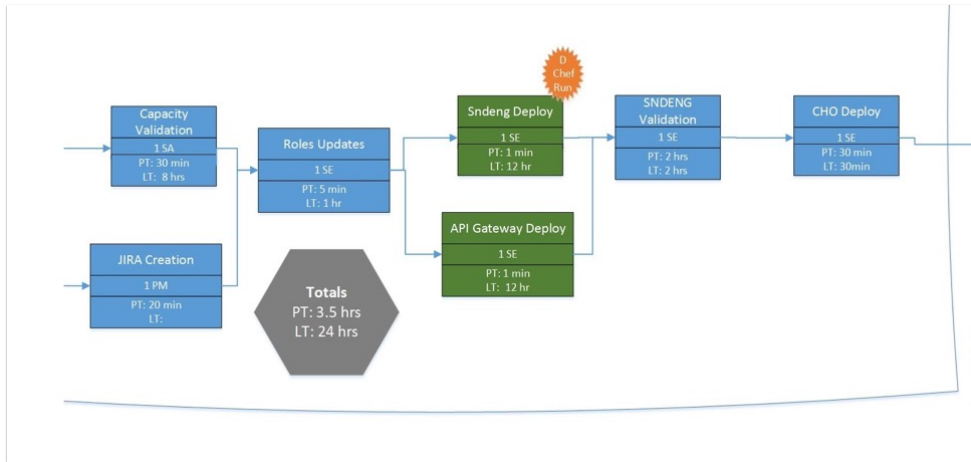 D
Chef
Run
Capacity
Validation
1 SA
PT: 30 min
LT: 8 hrs
JIRA Creation
1 PM
PT: 20 min
LT:
Roles Updates
1 SE
PT: 5 min
LT: 1 hr
Totals
PT: 3.5 hrs
LT: 24 hrs
Sndeng Deploy
1 SE
PT: 1 min
LT: 12 hr
API Gateway Deploy
1 SE
PT: 1 min
LT: 12 hr
SNDENG
Validation
1 SE
PT: 2 hrs
LT: 2 hrs
CHO Deploy
1 SE
PT: 30 min
LT: 30min